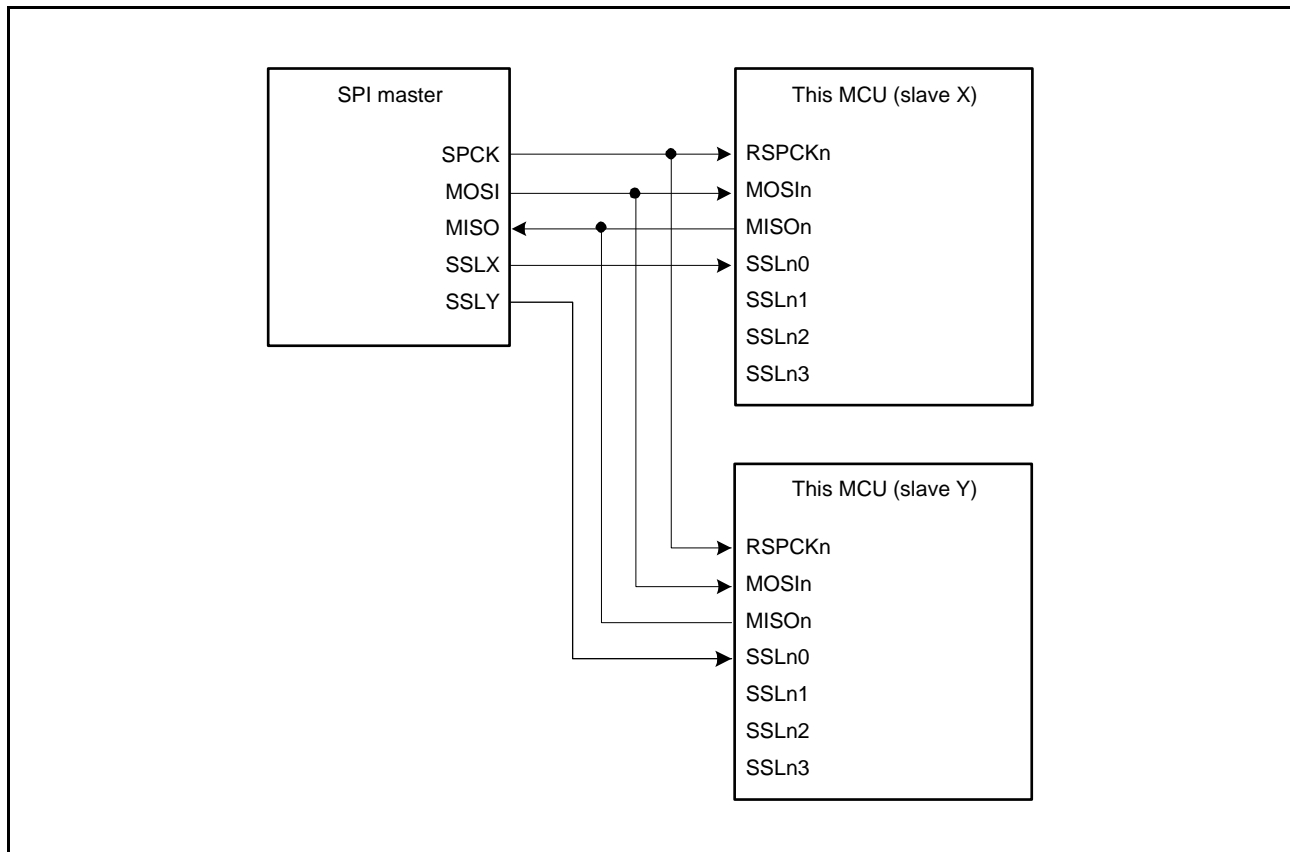 SPI master
SPCK
MOSI
MISO
SSLX
SSLY
This MCU (slave X)
RSPCKn
MOSIn
MISOn
SSLn0
SSLn1
SSLn2
SSLn3
This MCU (slave Y)
RSPCKn
MOSIn
MISOn
SSLn0
SSLn1
SSLn2
SSLn3